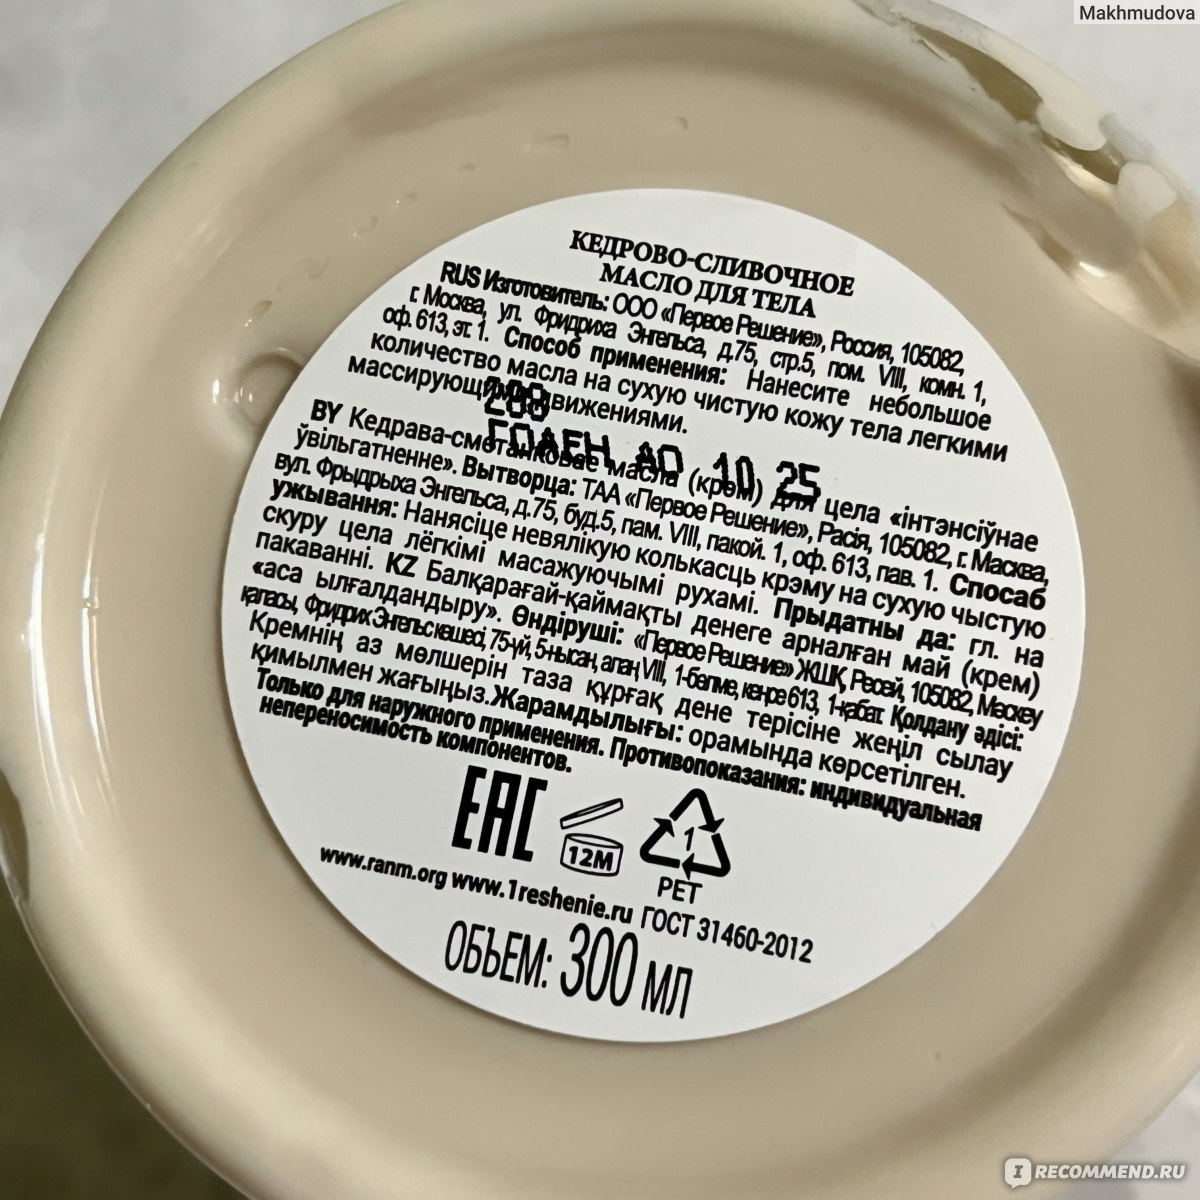 Makhmudova
КЕДРОВО-СЛИВОЧНОЕ
МАСЛО ДЛЯ ТЕЛА
RUS Изготовитель: ООО «Первое Решение», Россия, 105082,
г. Москва, ул. Фридриха Энгельса, д.75, стр.5, пом. VIII, комн. 1,
оф. 613, эт. 1. Способ применения: Нанесите небольшое
количество масла на сухую чистую кожу тела легкими
массирующими движениями.
288
ГОДЕН ДО 10 25
BY Кедрава-сметанковае масла (крем) для цела «інтэнсіўнае
ўвільгатненне». Вытворца: ТАА «Первое Решение», Расія, 105082, г. Масква,
вул. Фрыдрыха Энгельса, д.75, буд.5, пам. VIII, пакой. 1, оф. 613, пав. 1. Спосаб
ужывання: Нанясіце невялікую колькасць крэму на сухую чыстую
скуру цела лёгкімі масажуючымі рухамі. Прыдатны да: гл. на
пакаванні. KZ Балқарағай-қаймақты денеге арналған май (крем)
«аса ылғалдандыру». Өндіруші: «Первое Решение» ЖШҚ, Ресей, 105082, Мәскеу
қаласы, Фридрих Энгельс көшесі, 75-үй, 5-нысан, алаң VIII, 1-бөлме, кеңсе 613, 1-қабат. Қолдану әдісі:
Кремнің аз мөлшерін таза құрғақ дене терісіне жеңіл сылау
қимылмен жағыңыз. Жарамдылығы: орамында көрсетілген.
Только для наружного применения. Противопоказания: индивидуальная
непереносимость компонентов.
EAC
12M
1
PET
www.ranm.org www.1reshenie.ru ГОСТ 31460-2012
ОБЪЕМ: 300 МЛ
I RECOMMEND.RU